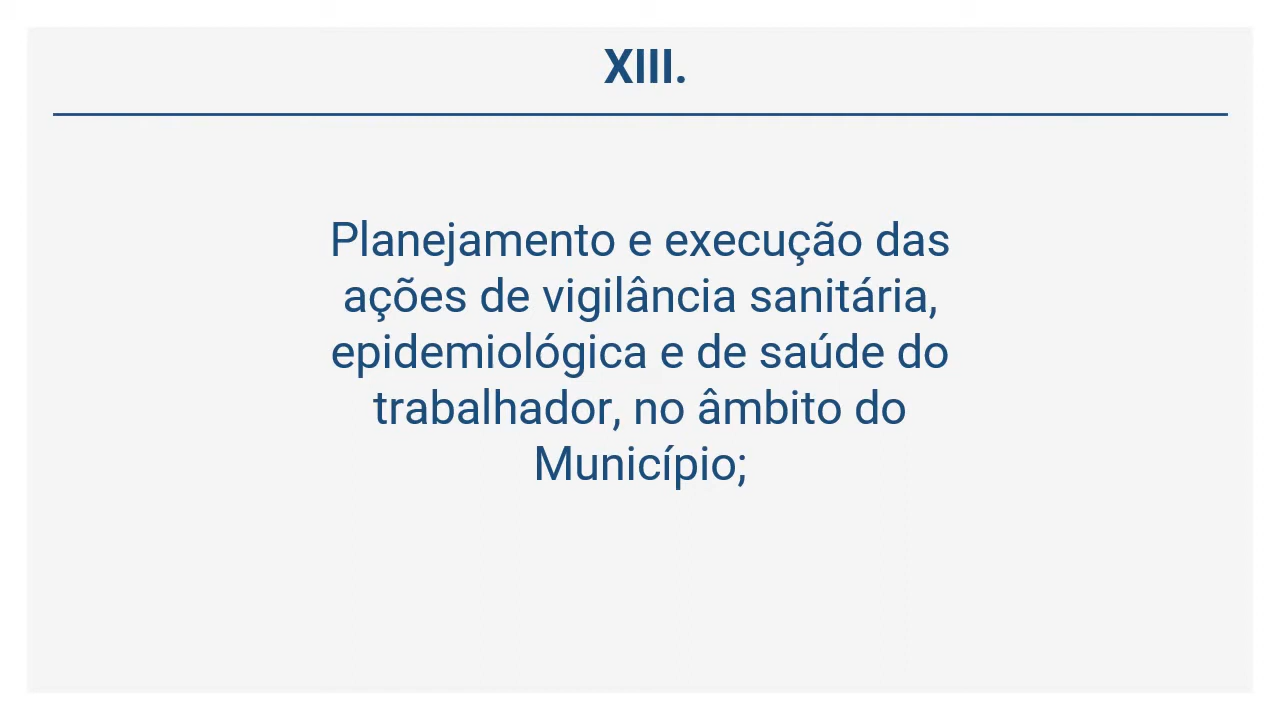 XIII.
Planejamento e execução das
ações de vigilância sanitária,
epidemiológica e de saúde do
trabalhador, no âmbito do
Município;